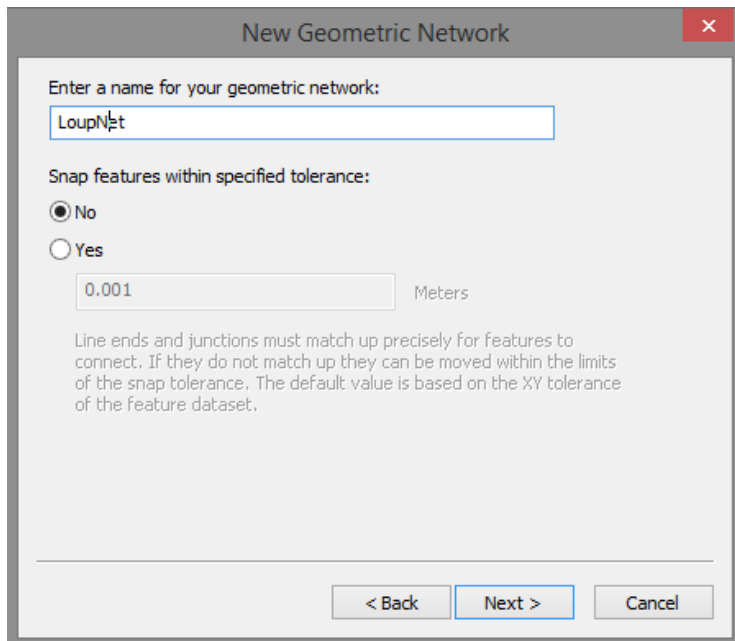 New Geometric Network
Enter a name for your geometric network:
LoupNet
Snap features within specified tolerance:
No
Yes
0.001 Meters
Line ends and junctions must match up precisely for features to
connect. If they do not match up they can be moved within the limits
of the snap tolerance. The default value is based on the XY tolerance
of the feature dataset.
< Back Next > Cancel